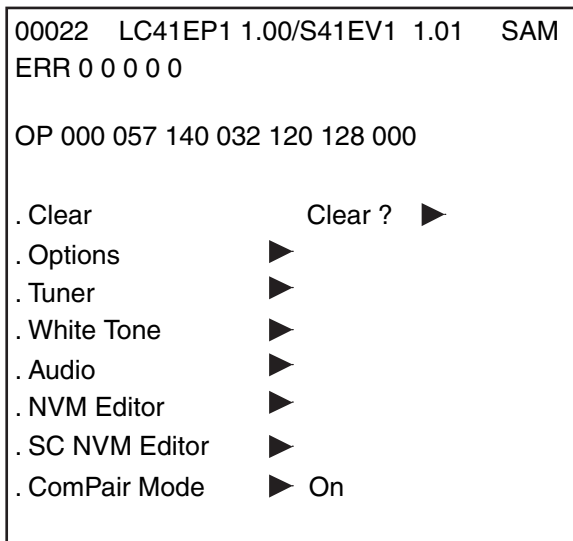 00022 LC41EP1 1.00/S41EV1 1.01 SAM
ERR 0 0 0 0 0
OP 000 057 140 032 120 128 000
. Clear Clear ? ▶
. Options ▶
. Tuner ▶
. White Tone ▶
. Audio ▶
. NVM Editor ▶
. SC NVM Editor ▶
. ComPair Mode ▶ On